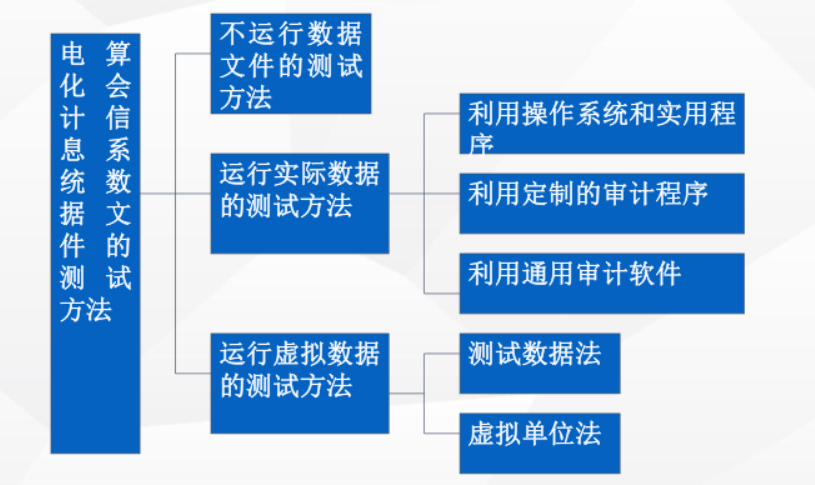 电 算
化 会
计 信
息 系
统 数
据 文
件 的
测 试
方法
不运行数据
文件的测试
方法
运行实际数据
的测试方法
利用操作系统和实用程
序
利用定制的审计程序
利用通用审计软件
运行虚拟数据
的测试方法
测试数据法
虚拟单位法